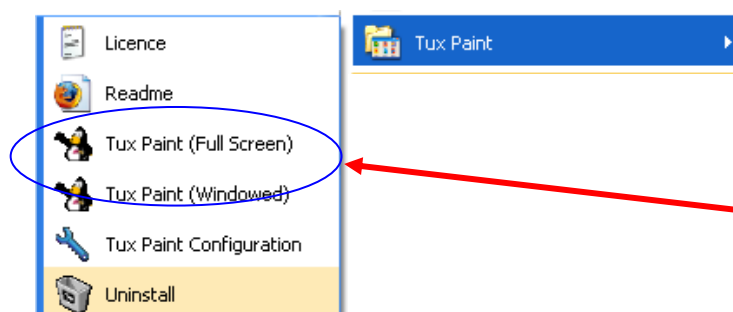 Licence
Tux Paint
Readme
Tux Paint (Full Screen)
Tux Paint (Windowed)
Tux Paint Configuration
Uninstall